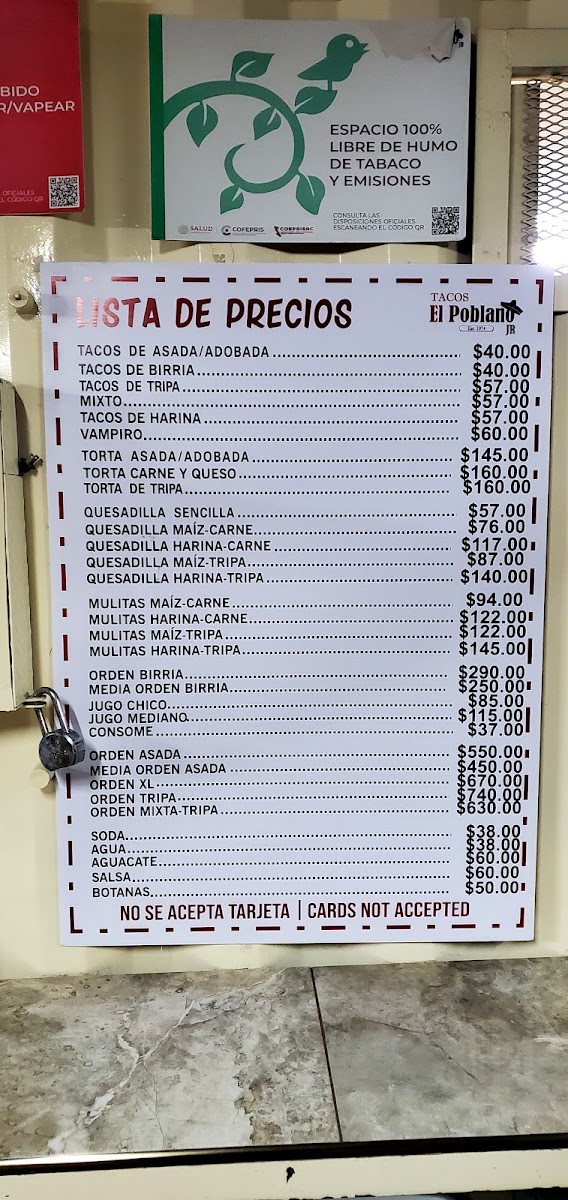 BIDO
R/VAPEAR
OFICIALES
EL CÓDIGO QR
ESPACIO 100%
LIBRE DE HUMO
DE TABACO
Y EMISIONES
CONSULTA LAS
DISPOSICIONES OFICIALES
ESCANEANDO EL CÓDIGO QR
SALUD COFEPRIS COEPRISBC
LISTA DE PRECIOS
TACOS
El Poblano
JR
TACOS DE ASADA/ADOBADA $40.00
TACOS DE BIRRIA $40.00
TACOS DE TRIPA $57.00
MIXTO $57.00
TACOS DE HARINA $57.00
VAMPIRO $60.00
TORTA ASADA/ADOBADA $145.00
TORTA CARNE Y QUESO $160.00
TORTA DE TRIPA $160.00
QUESADILLA SENCILLA $57.00
QUESADILLA MAÍZ-CARNE $76.00
QUESADILLA HARINA-CARNE $117.00
QUESADILLA MAÍZ-TRIPA $87.00
QUESADILLA HARINA-TRIPA $140.00
MULITAS MAÍZ-CARNE $94.00
MULITAS HARINA-CARNE $122.00
MULITAS MAÍZ-TRIPA $122.00
MULITAS HARINA-TRIPA $145.00
ORDEN BIRRIA $290.00
MEDIA ORDEN BIRRIA $250.00
JUGO CHICO $85.00
JUGO MEDIANO $115.00
CONSOME $37.00
ORDEN ASADA $550.00
MEDIA ORDEN ASADA $450.00
ORDEN XL $670.00
ORDEN TRIPA $740.00
ORDEN MIXTA-TRIPA $630.00
SODA $38.00
AGUA $38.00
AGUACATE $60.00
SALSA $60.00
BOTANAS $50.00
NO SE ACEPTA TARJETA | CARDS NOT ACCEPTED